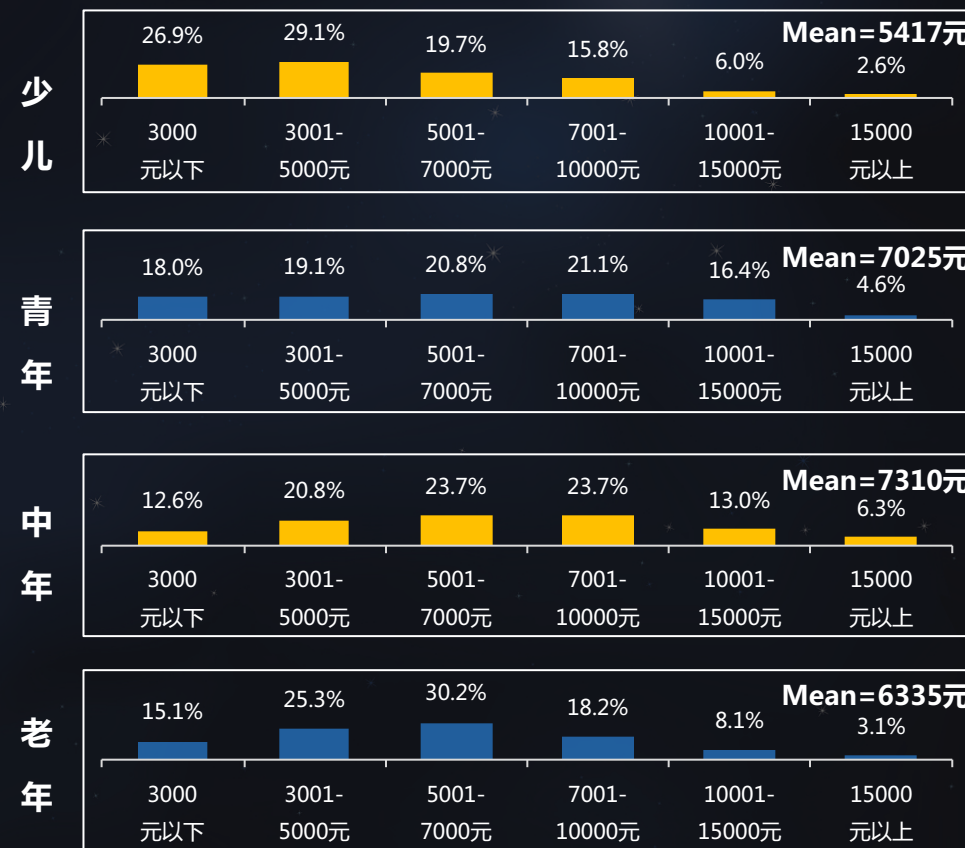 少儿
Mean=5417元
26.9% 29.1% 19.7% 15.8% 6.0% 2.6%
3000 3001- 5001- 7001- 10001- 15000
元以下 5000元 7000元 10000元 15000元 元以上
青年
Mean=7025元
18.0% 19.1% 20.8% 21.1% 16.4% 4.6%
3000 3001- 5001- 7001- 10001- 15000
元以下 5000元 7000元 10000元 15000元 元以上
中年
Mean=7310元
12.6% 20.8% 23.7% 23.7% 13.0% 6.3%
3000 3001- 5001- 7001- 10001- 15000
元以下 5000元 7000元 10000元 15000元 元以上
老年
Mean=6335元
15.1% 25.3% 30.2% 18.2% 8.1% 3.1%
3000 3001- 5001- 7001- 10001- 15000
元以下 5000元 7000元 10000元 15000元 元以上